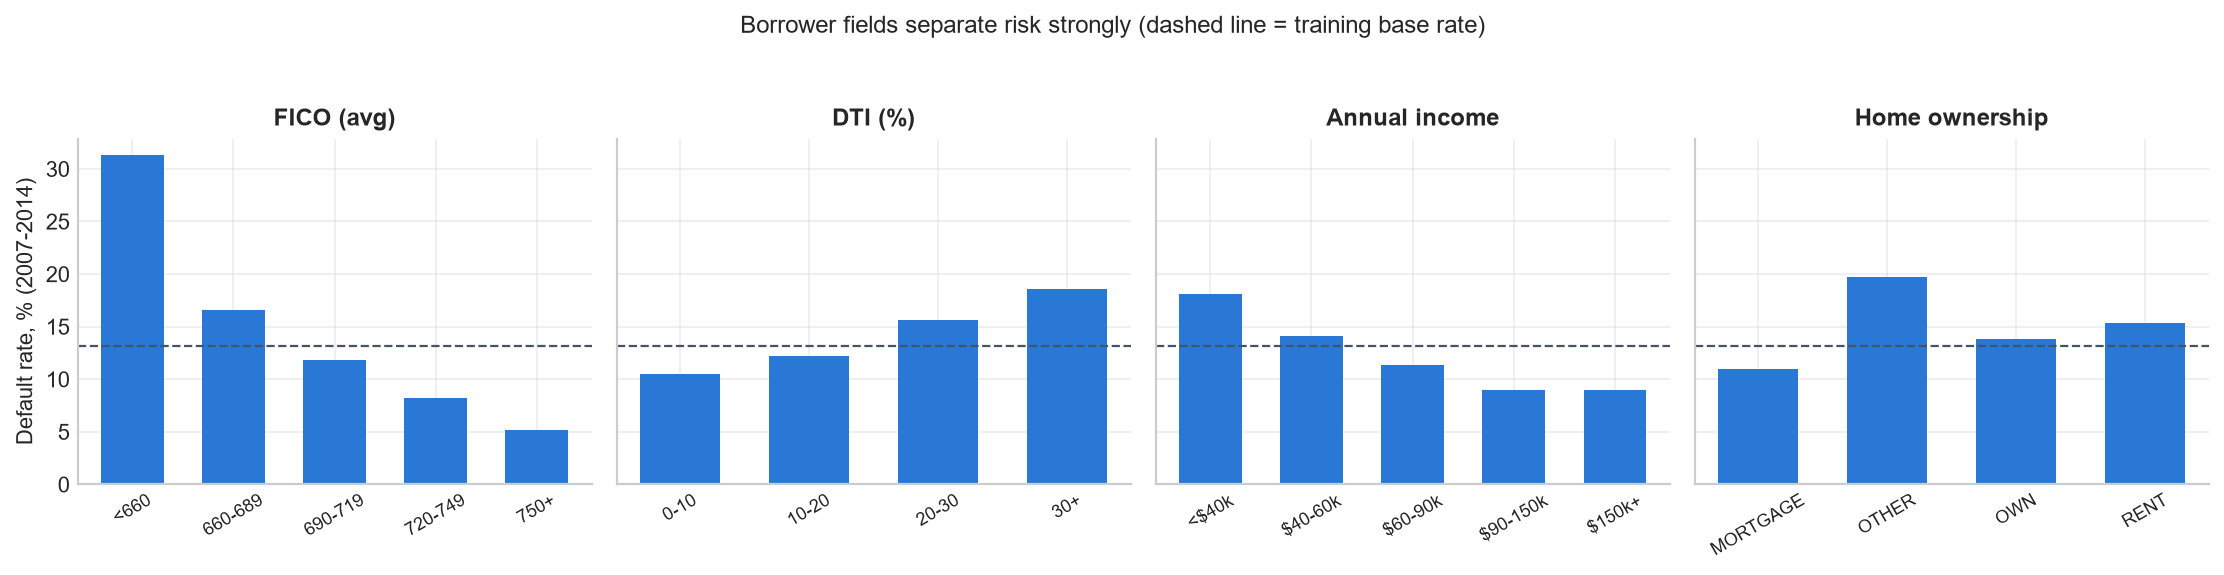 Borrower fields separate risk strongly (dashed line = training base rate)
FICO (avg)
DTI (%)
Annual income
Home ownership
Default rate, % (2007-2014)
30
25
20
15
10
5
0
<660
660-689
690-719
720-749
750+
0-10
10-20
20-30
30+
<$40k
$40-60k
$60-90k
$90-150k
$150k+
MORTGAGE
OTHER
OWN
RENT